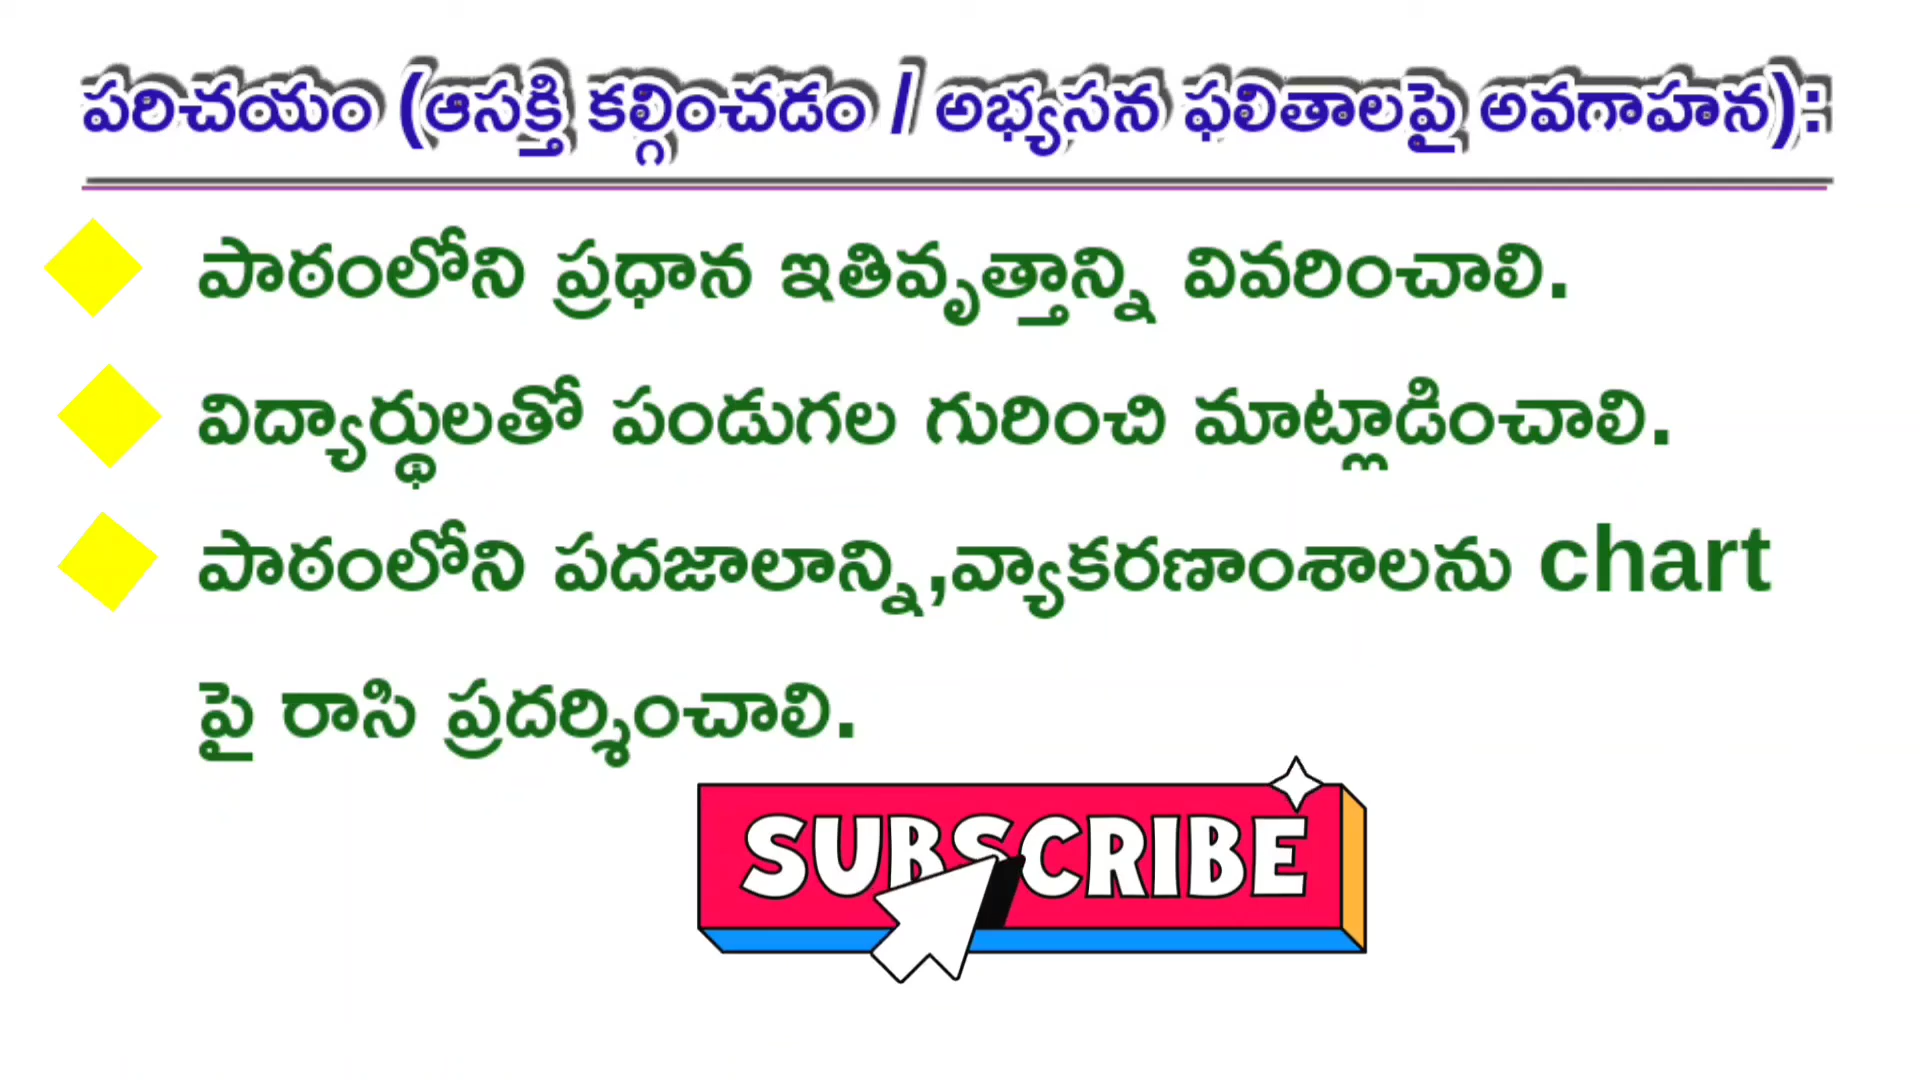 పరిచయం (ఆసక్తి కల్గించడం / అభ్యసన ఫలితాలపై అవగాహన):
పాఠంలోని ప్రధాన ఇతివృత్తాన్ని వివరించాలి.
విద్యార్థులతో పండుగల గురించి మాట్లాడించాలి.
పాఠంలోని పదజాలాన్ని,వ్యాకరణాంశాలను chart
పై రాసి ప్రదర్శించాలి.
SUBSCRIBE